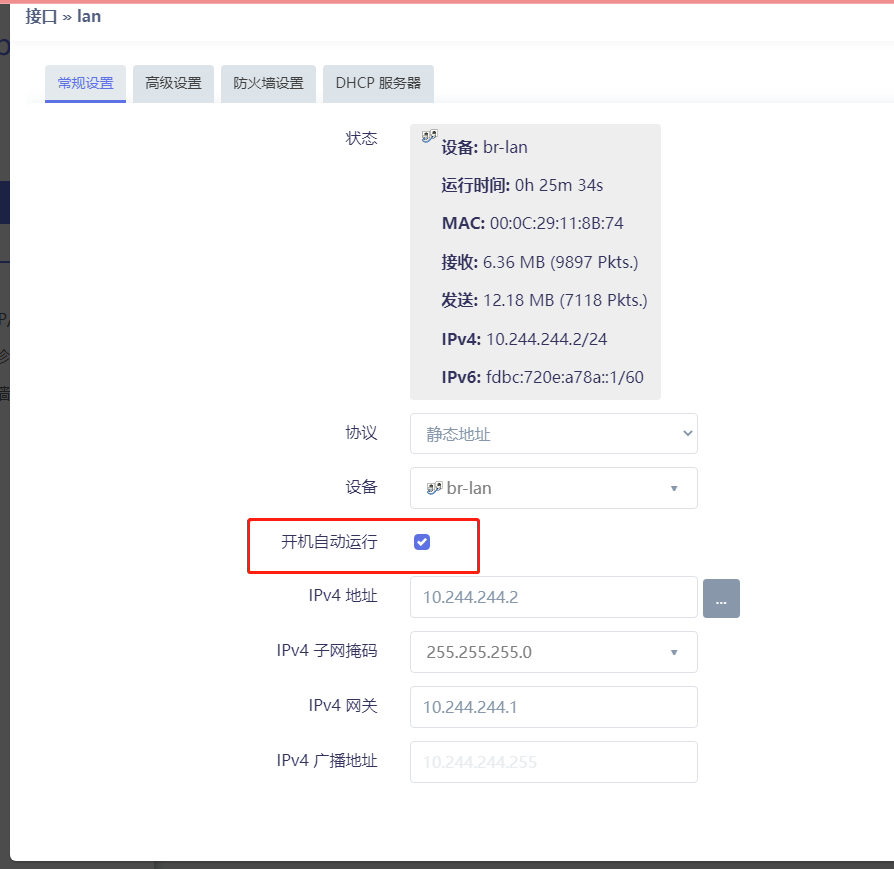 接口 » lan
常规设置 高级设置 防火墙设置 DHCP 服务器
状态
设备: br-lan
运行时间: 0h 25m 34s
MAC: 00:0C:29:11:8B:74
接收: 6.36 MB (9897 Pkts.)
发送: 12.18 MB (7118 Pkts.)
IPv4: 10.244.244.2/24
IPv6: fdbc:720e:a78a::1/60
协议 静态地址
设备 br-lan
开机自动运行
IPv4 地址 10.244.244.2 ...
IPv4 子网掩码 255.255.255.0
IPv4 网关 10.244.244.1
IPv4 广播地址 10.244.244.255